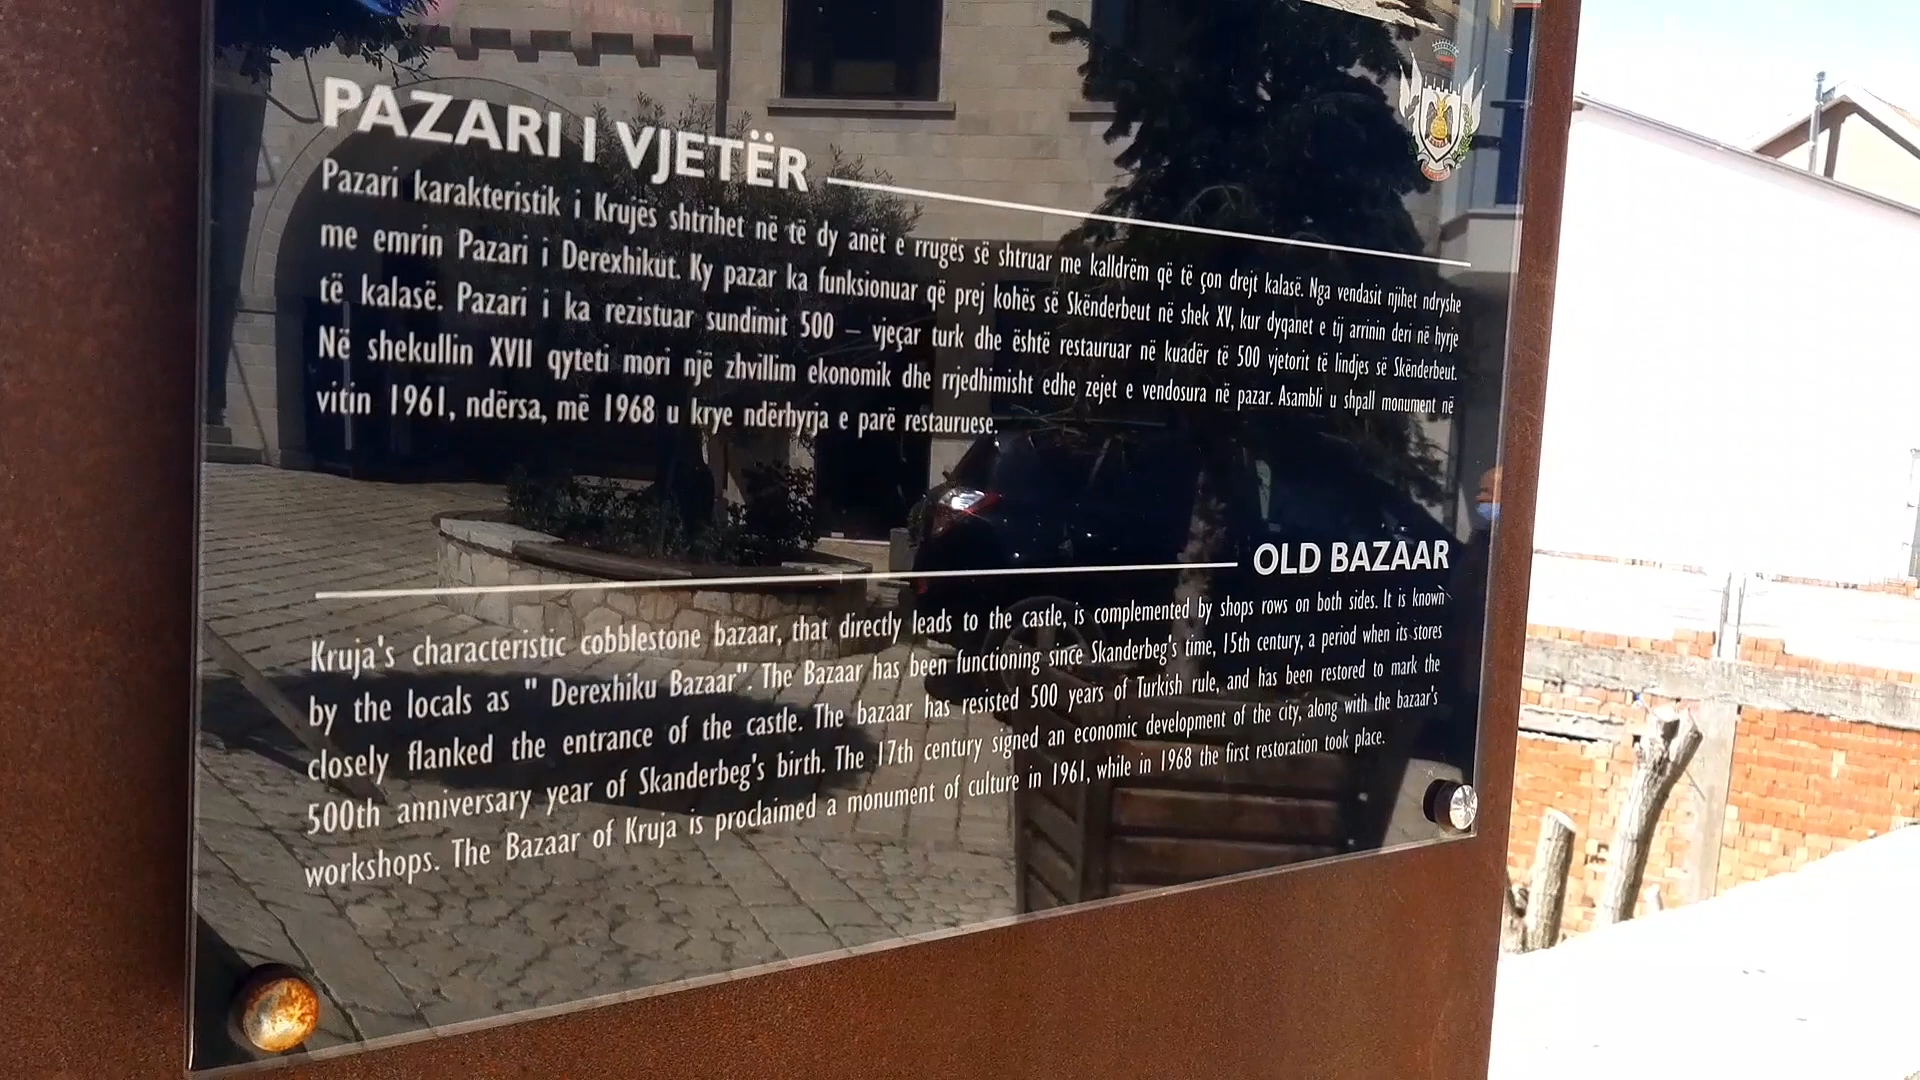 PAZARI I VJETËR
Pazari karakteristik i Krujës shtrihet në të dy anët e rrugës së shtruar me kalldrëm që të çon drejt kalasë. Nga vendasit njihet ndryshe
me emrin Pazari i Derexhikut. Ky pazar ka funksionuar që prej kohës së Skënderbeut në shek XV, kur dyqanet e tij arrinin deri në hyrje
të kalasë. Pazari i ka rezistuar sundimit 500 – vjeçar turk dhe është restauruar në kuadër të 500 vjetorit të lindjes së Skënderbeut.
Në shekullin XVII qyteti mori një zhvillim ekonomik dhe rrjedhimisht edhe zejet e vendosura në pazar. Asambli u shpall monument në
vitin 1961, ndërsa, më 1968 u krye ndërhyrja e parë restauruese.
OLD BAZAAR
Kruja's characteristic cobblestone bazaar, that directly leads to the castle, is complemented by shops rows on both sides. It is known
by the locals as " Derexhiku Bazaar". The Bazaar has been functioning since Skanderbeg's time, 15th century, a period when its stores
closely flanked the entrance of the castle. The bazaar has resisted 500 years of Turkish rule, and has been restored to mark the
500th anniversary year of Skanderbeg's birth. The 17th century signed an economic development of the city, along with the bazaar's
workshops. The Bazaar of Kruja is proclaimed a monument of culture in 1961, while in 1968 the first restoration took place.